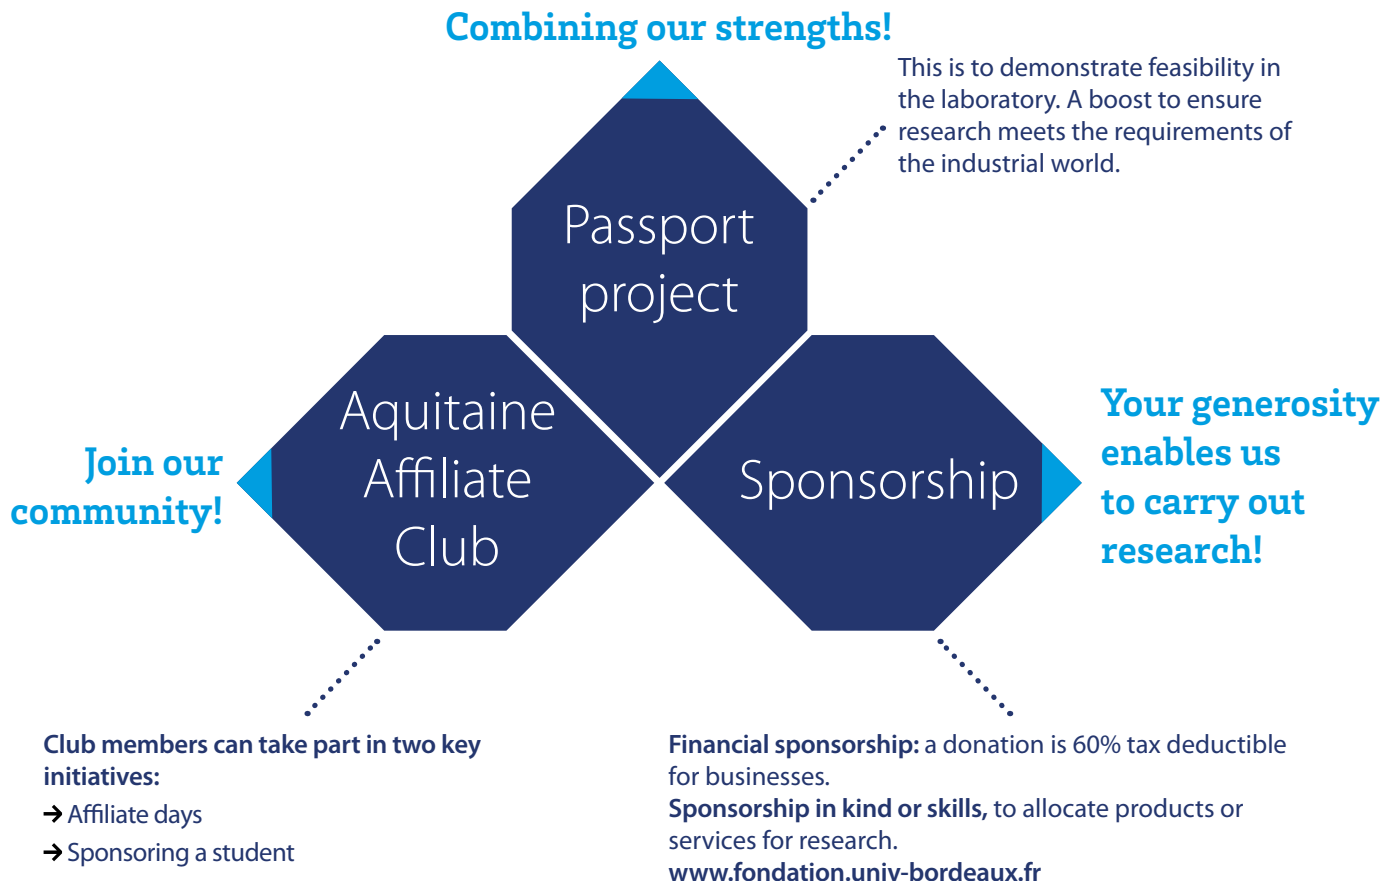 Combining our strengths!
This is to demonstrate feasibility in
the laboratory. A boost to ensure
research meets the requirements of
the industrial world.
Passport
project
Aquitaine
Affiliate
Club
Join our
community!
Sponsorship
Your generosity
enables us
to carry out
research!
Club members can take part in two key
initiatives:
→ Affiliate days
→ Sponsoring a student
Financial sponsorship: a donation is 60% tax deductible
for businesses.
Sponsorship in kind or skills, to allocate products or
services for research.
www.fondation.univ-bordeaux.fr